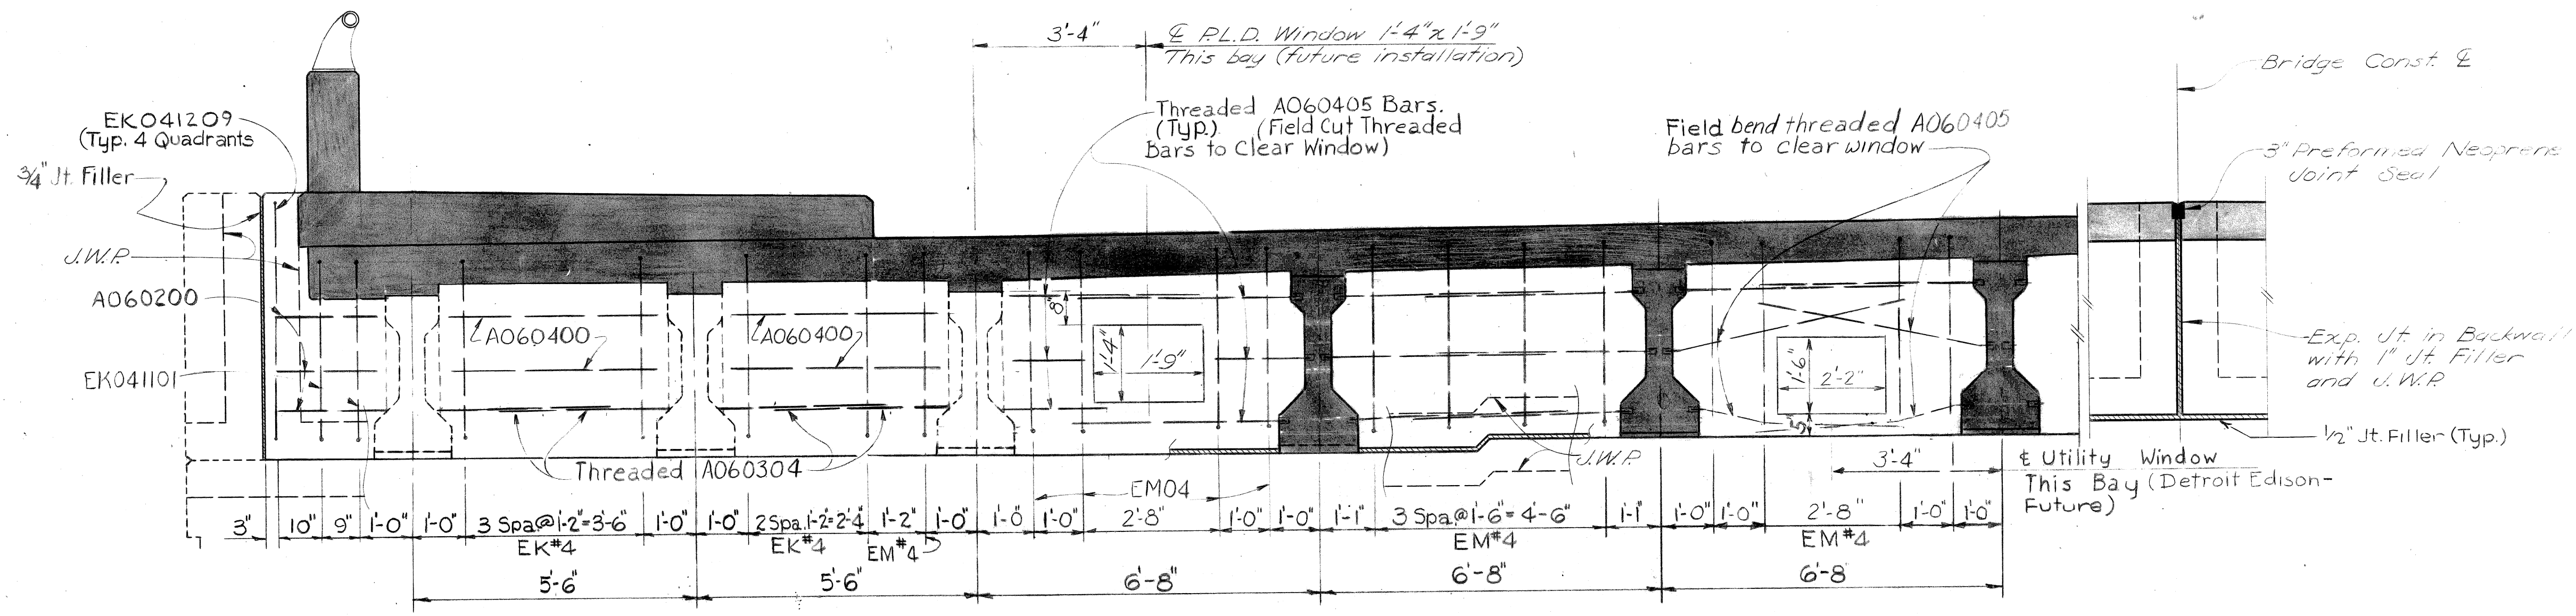 3'-4"
℄ P.L.D. Window 1'-4" x 1'-9"
This bay (future installation)
Bridge Const. ℄
EK041209
(Typ. 4 Quadrants
3/4" Jt. Filler
Threaded A060405 Bars.
(Typ.) (Field Cut Threaded
Bars to Clear Window)
Field bend threaded A060405
bars to clear window
3" Preformed Neoprene
Joint Seal
J.W.P.
A060200
EK041101
A060400
A060400
8"
1'-4"
1'-9"
1'-6"
2'-2"
5"
Exp. Jt. in Backwall
with 1" Jt. Filler
and J.W.P.
1/2" Jt. Filler (Typ.)
Threaded A060304
J.W.P.
EM04
3'-4"
℄ Utility Window
This Bay (Detroit Edison-
Future)
3" 10" 9" 1'-0" 1'-0" 3 Spa.@1'-2"=3'-6" 1'-0" 1'-0" 2 Spa. 1'-2=2'-4" 1'-2" 1'-0" 1'-0" 1'-0" 2'-8" 1'-0" 1'-0" 1'-1" 3 Spa.@1'-6"=4'-6" 1'-1" 1'-0" 1'-0" 2'-8" 1'-0" 1'-0"
EK#4 EK#4 EM#4 EM#4 EM#4
5'-6" 5'-6" 6'-8" 6'-8" 6'-8